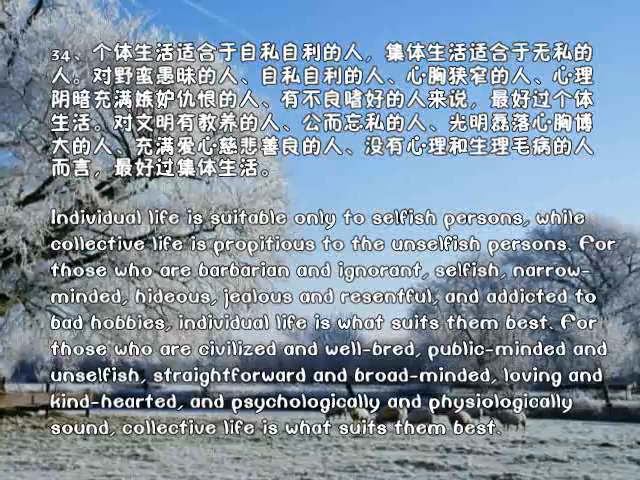 34、个体生活适合于自私自利的人，集体生活适合于无私的
人。对野蛮愚昧的人、自私自利的人、心胸狭窄的人、心理
阴暗充满嫉妒仇恨的人、有不良嗜好的人来说，最好过个体
生活。对文明有教养的人、公而忘私的人、光明磊落心胸博
大的人、充满爱心慈悲善良的人、没有心理和生理毛病的人
而言，最好过集体生活。
Individual life is suitable only to selfish persons, while
collective life is propitious to the unselfish persons. For
those who are barbarian and ignorant, selfish, narrow-
minded, hideous, jealous and resentful, and addicted to
bad hobbies, individual life is what suits them best. For
those who are civilized and well-bred, public-minded and
unselfish, straightforward and broad-minded, loving and
kind-hearted, and psychologically and physiologically
sound, collective life is what suits them best.